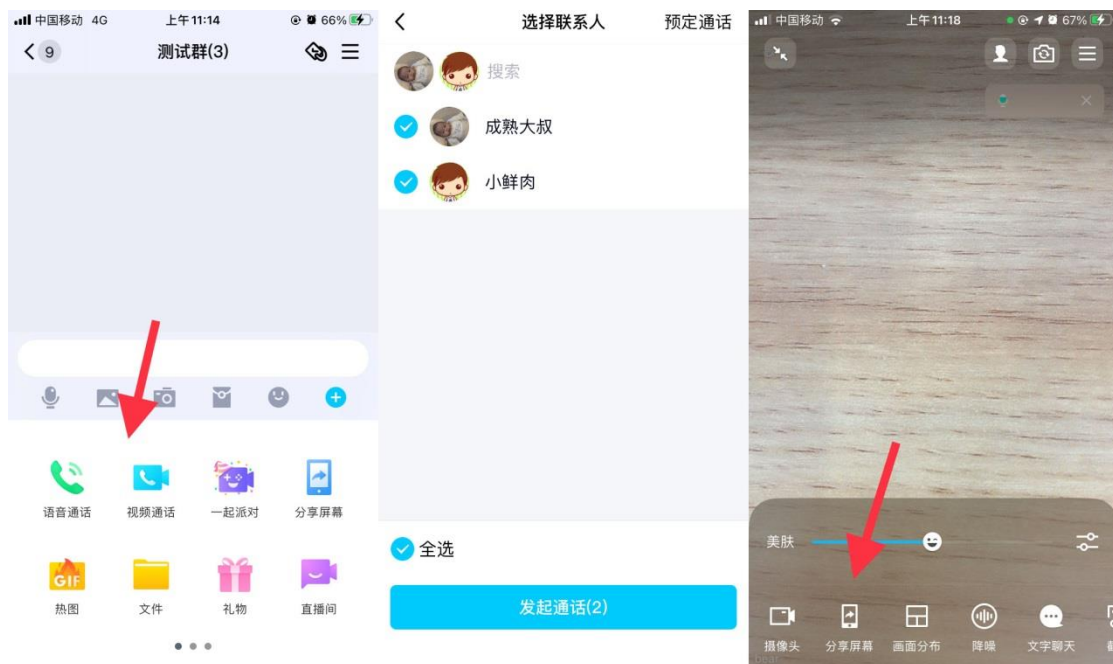 中国移动 4G 上午11:14 66%
9 测试群(3)
语音通话 视频通话 一起派对 分享屏幕
GIF
热图 文件 礼物 直播间
选择联系人 预定通话
搜索
成熟大叔
小鲜肉
全选
发起通话(2)
中国移动 上午11:18 67%
美肤
摄像头 分享屏幕 画面分布 降噪 文字聊天